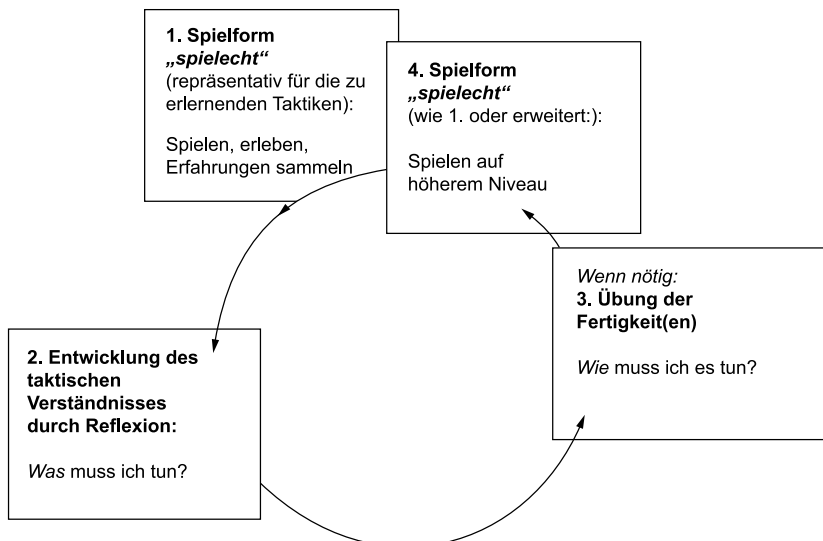 1. Spielform
„spielecht“
(repräsentativ für die zu
erlernenden Taktiken):
Spielen, erleben,
Erfahrungen sammeln
4. Spielform
„spielecht“
(wie 1. oder erweitert:):
Spielen auf
höherem Niveau
2. Entwicklung des
taktischen
Verständnisses
durch Reflexion:
Was muss ich tun?
Wenn nötig:
3. Übung der
Fertigkeit(en)
Wie muss ich es tun?